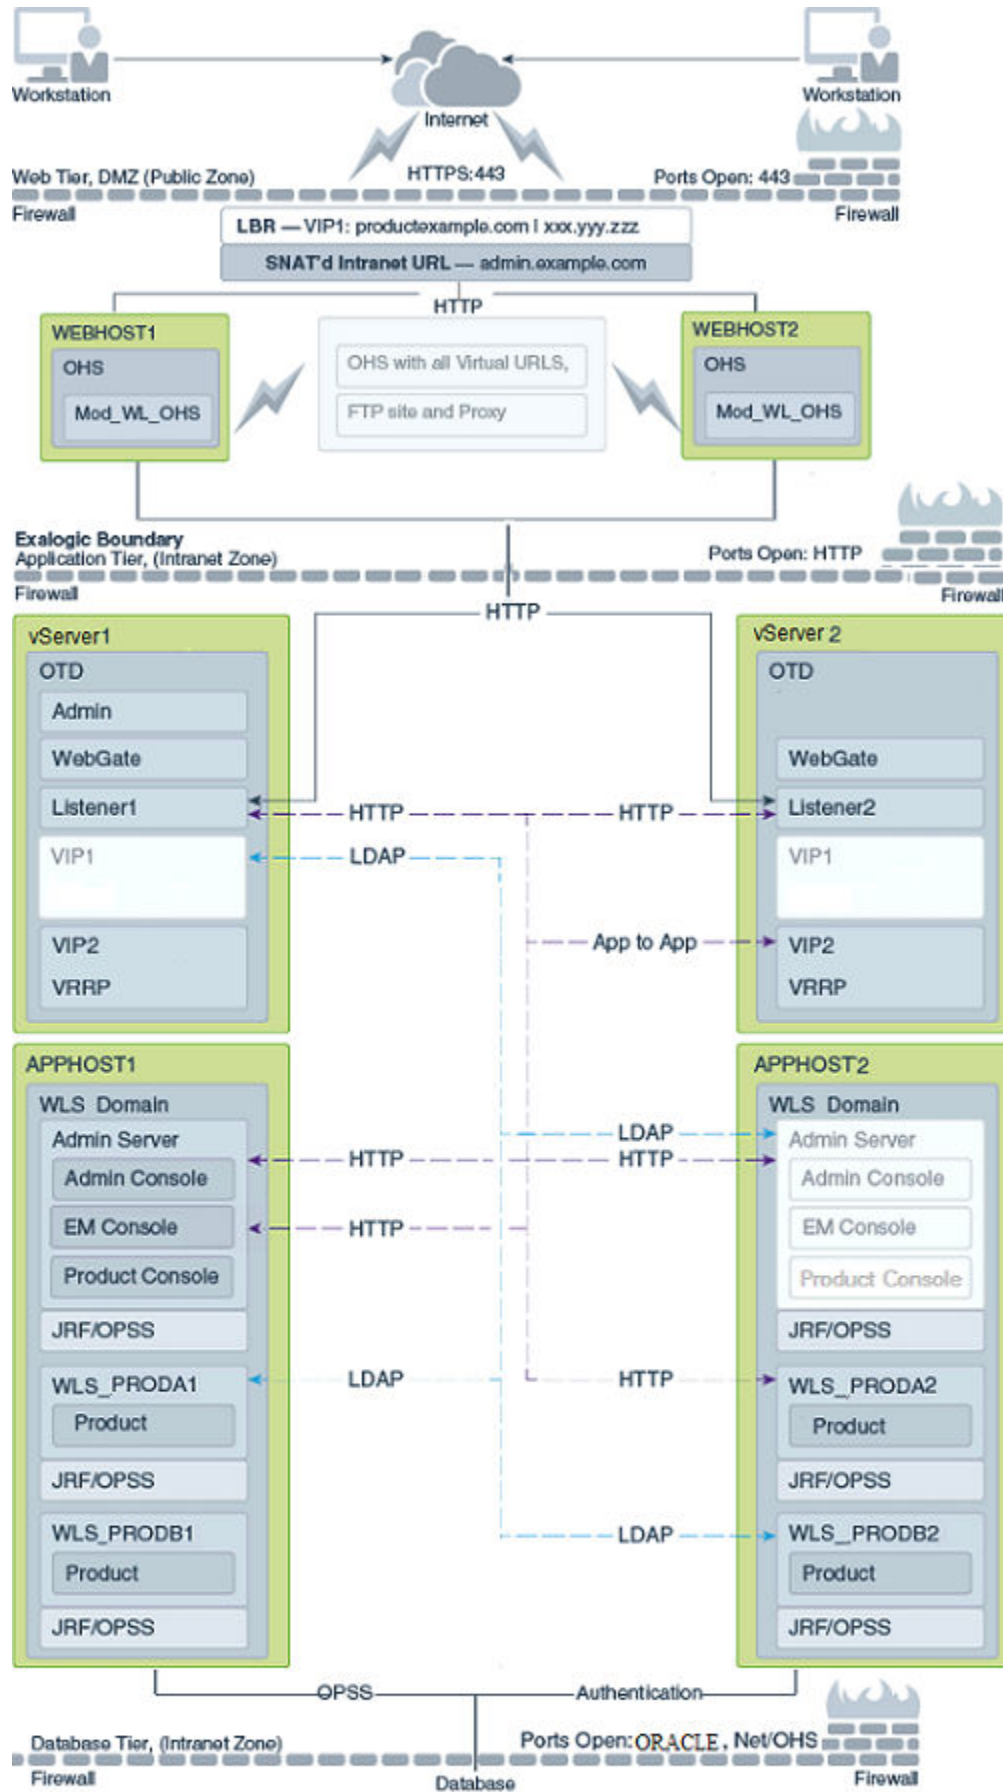 Workstation
Workstation
Internet
Web Tier, DMZ (Public Zone)
HTTPS:443
Ports Open: 443
Firewall
Firewall
LBR — VIP1: productexample.com I xxx.yyy.zzz
SNAT'd Intranet URL — admin.example.com
HTTP
WEBHOST1
OHS
Mod_WL_OHS
OHS with all Virtual URLS,
FTP site and Proxy
WEBHOST2
OHS
Mod_WL_OHS
Exalogic Boundary
Application Tier, (Intranet Zone)
Ports Open: HTTP
Firewall
Firewall
HTTP
vServer1
OTD
Admin
WebGate
Listener1
VIP1
VIP2
VRRP
vServer 2
OTD
WebGate
Listener2
VIP1
VIP2
VRRP
HTTP
HTTP
LDAP
App to App
APPHOST1
WLS Domain
Admin Server
Admin Console
EM Console
Product Console
JRF/OPSS
WLS_PRODA1
Product
JRF/OPSS
WLS_PRODB1
Product
JRF/OPSS
LDAP
HTTP
HTTP
HTTP
LDAP
HTTP
LDAP
APPHOST2
WLS Domain
Admin Server
Admin Console
EM Console
Product Console
JRF/OPSS
WLS_PRODA2
Product
JRF/OPSS
WLS_PRODB2
Product
JRF/OPSS
OPSS
Authentication
Database Tier, (Intranet Zone)
Ports Open: ORACLE, Net/OHS
Firewall
Database
Firewall